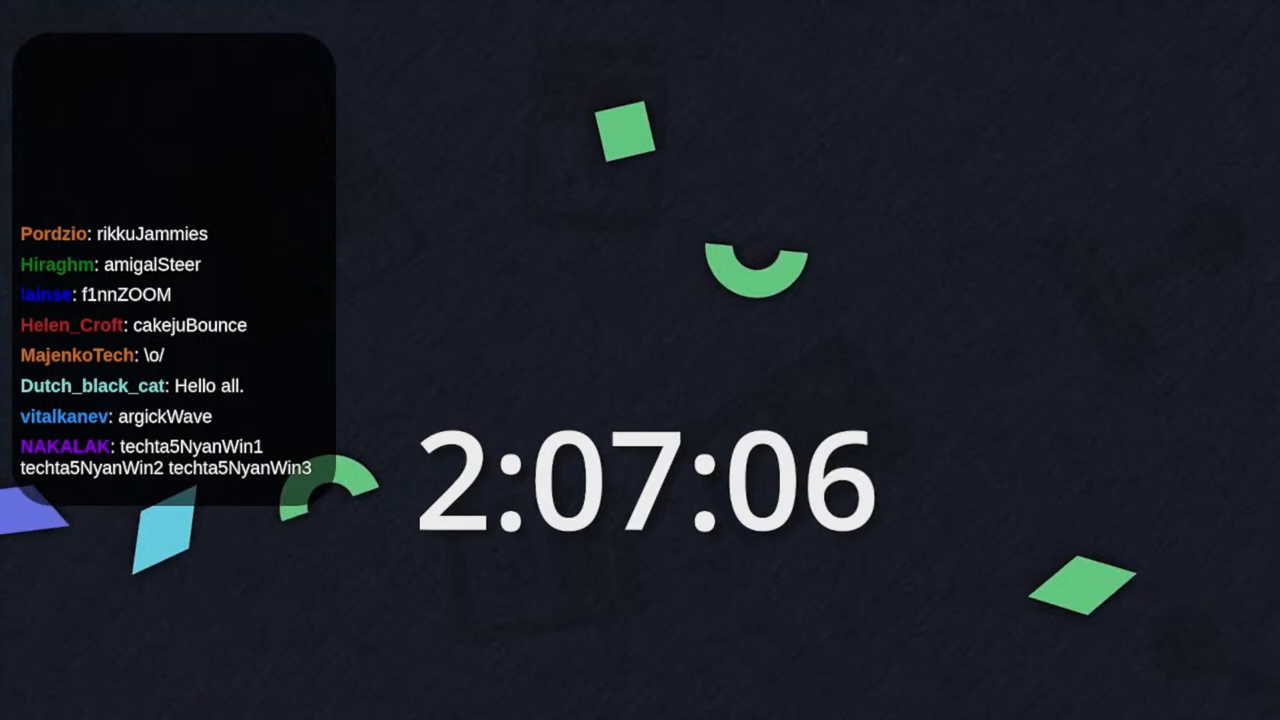 Pordzio: rikkuJammies
Hiraghm: amigalSteer
lainse: f1nnZOOM
Helen_Croft: cakejuBounce
MajenkoTech: \o/
Dutch_black_cat: Hello all.
vitalkanev: argickWave
NAKALAK: techta5NyanWin1
techta5NyanWin2 techta5NyanWin3
2:07:06